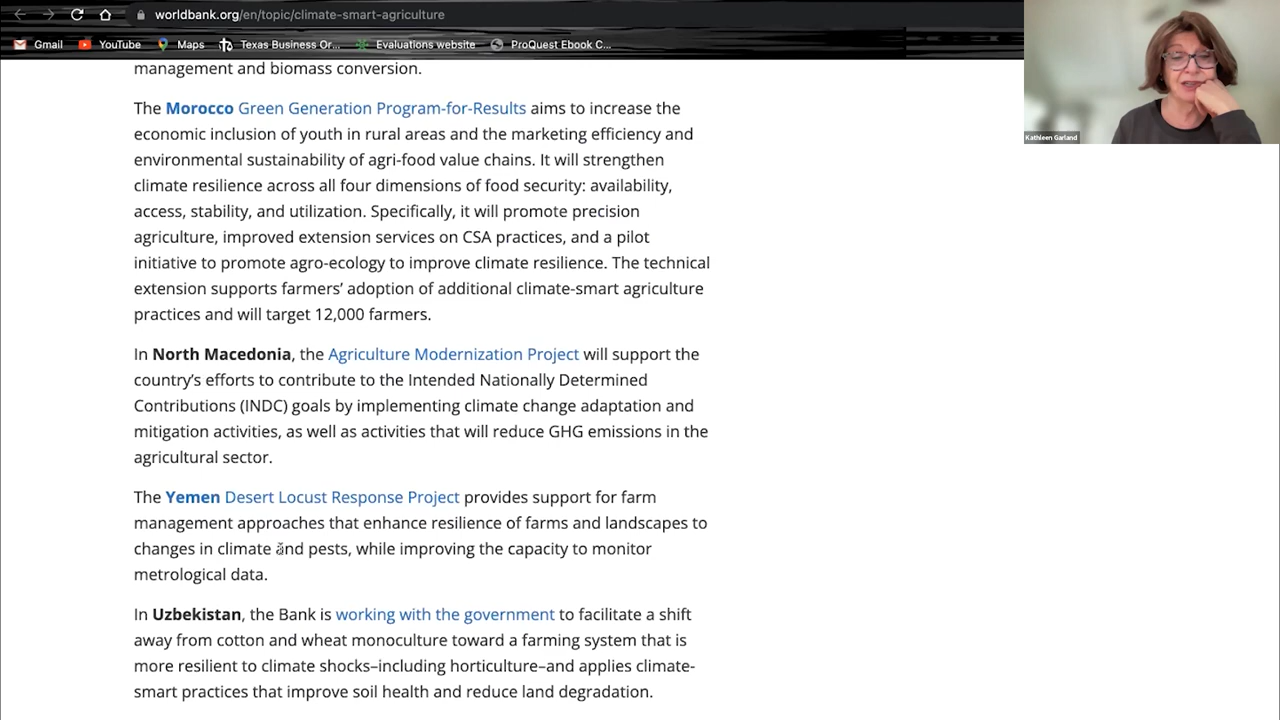 worldbank.org/en/topic/climate-smart-agriculture
Gmail YouTube Maps Texas Business Or... Evaluations website ProQuest Ebook C...
Kathleen Garland
management and biomass conversion.
The Morocco Green Generation Program-for-Results aims to increase the
economic inclusion of youth in rural areas and the marketing efficiency and
environmental sustainability of agri-food value chains. It will strengthen
climate resilience across all four dimensions of food security: availability,
access, stability, and utilization. Specifically, it will promote precision
agriculture, improved extension services on CSA practices, and a pilot
initiative to promote agro-ecology to improve climate resilience. The technical
extension supports farmers’ adoption of additional climate-smart agriculture
practices and will target 12,000 farmers.
In North Macedonia, the Agriculture Modernization Project will support the
country’s efforts to contribute to the Intended Nationally Determined
Contributions (INDC) goals by implementing climate change adaptation and
mitigation activities, as well as activities that will reduce GHG emissions in the
agricultural sector.
The Yemen Desert Locust Response Project provides support for farm
management approaches that enhance resilience of farms and landscapes to
changes in climate and pests, while improving the capacity to monitor
metrological data.
In Uzbekistan, the Bank is working with the government to facilitate a shift
away from cotton and wheat monoculture toward a farming system that is
more resilient to climate shocks–including horticulture–and applies climate-
smart practices that improve soil health and reduce land degradation.